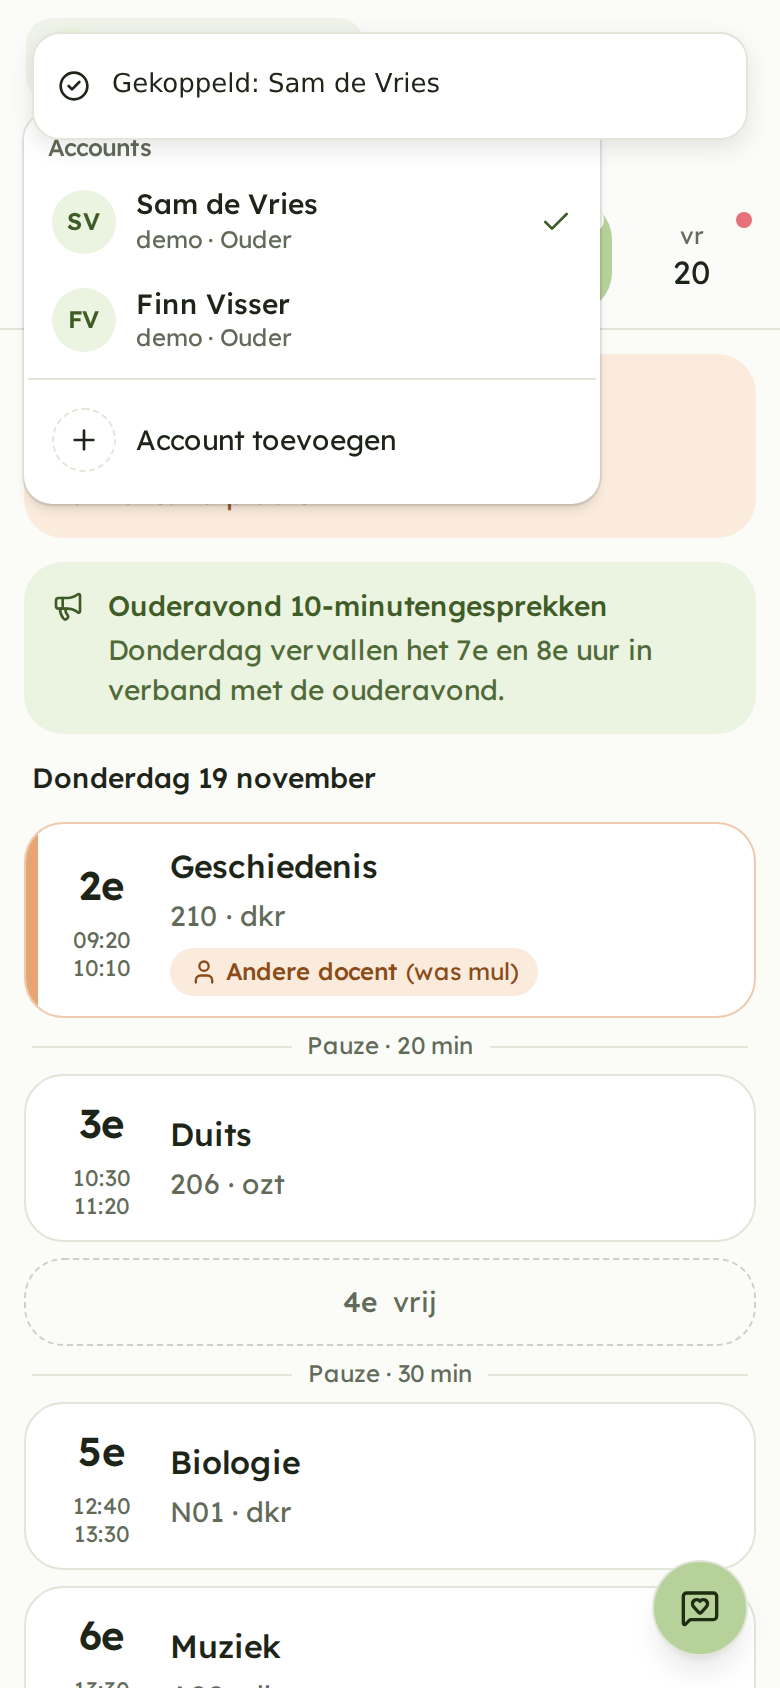 Gekoppeld: Sam de Vries
Accounts
SV
Sam de Vries
demo · Ouder
FV
Finn Visser
demo · Ouder
Account toevoegen
vr
20
Ouderavond 10-minutengesprekken
Donderdag vervallen het 7e en 8e uur in
verband met de ouderavond.
Donderdag 19 november
2e
09:20
10:10
Geschiedenis
210 · dkr
Andere docent (was mul)
Pauze · 20 min
3e
10:30
11:20
Duits
206 · ozt
4e vrij
Pauze · 30 min
5e
12:40
13:30
Biologie
N01 · dkr
6e
Muziek